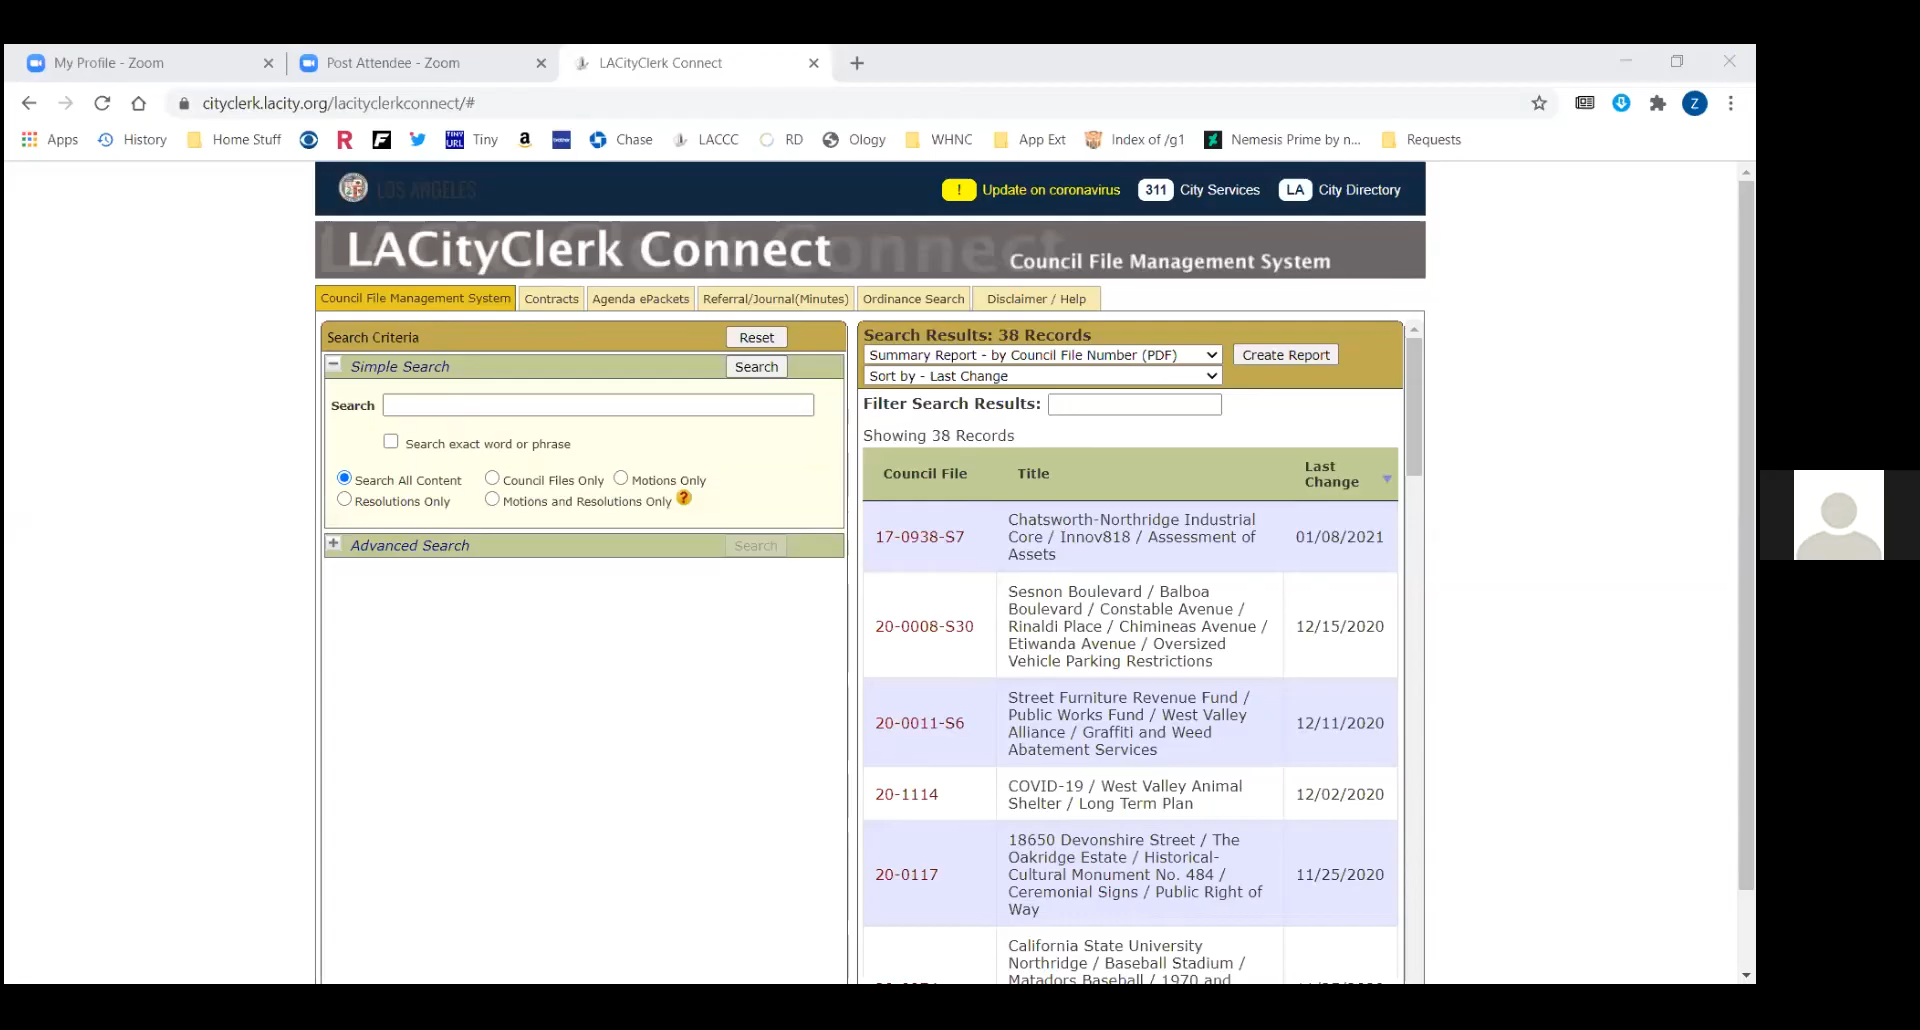 My Profile - Zoom
Post Attendee - Zoom
LACityClerk Connect
cityclerk.lacity.org/lacityclerkconnect/#
Z
Apps
History
Home Stuff
R
F
TINY URL
Tiny
a
Chase
LACCC
RD
Ology
WHNC
App Ext
Index of /g1
Nemesis Prime by n...
Requests
LOS ANGELES
! Update on coronavirus
311 City Services
LA City Directory
LACityClerk Connect
Council File Management System
Council File Management System
Contracts
Agenda ePackets
Referral/Journal(Minutes)
Ordinance Search
Disclaimer / Help
Search Criteria
Reset
Simple Search
Search
Search
Search exact word or phrase
Search All Content
Council Files Only
Motions Only
Resolutions Only
Motions and Resolutions Only ?
Advanced Search
Search
Search Results: 38 Records
Summary Report - by Council File Number (PDF)
Create Report
Sort by - Last Change
Filter Search Results:
Showing 38 Records
Council File
Title
Last
Change
17-0938-S7
Chatsworth-Northridge Industrial
Core / Innov818 / Assessment of
Assets
01/08/2021
20-0008-S30
Sesnon Boulevard / Balboa
Boulevard / Constable Avenue /
Rinaldi Place / Chimineas Avenue /
Etiwanda Avenue / Oversized
Vehicle Parking Restrictions
12/15/2020
20-0011-S6
Street Furniture Revenue Fund /
Public Works Fund / West Valley
Alliance / Graffiti and Weed
Abatement Services
12/11/2020
20-1114
COVID-19 / West Valley Animal
Shelter / Long Term Plan
12/02/2020
20-0117
18650 Devonshire Street / The
Oakridge Estate / Historical-
Cultural Monument No. 484 /
Ceremonial Signs / Public Right of
Way
11/25/2020
California State University
Northridge / Baseball Stadium /
Matadors Baseball / 1970 and